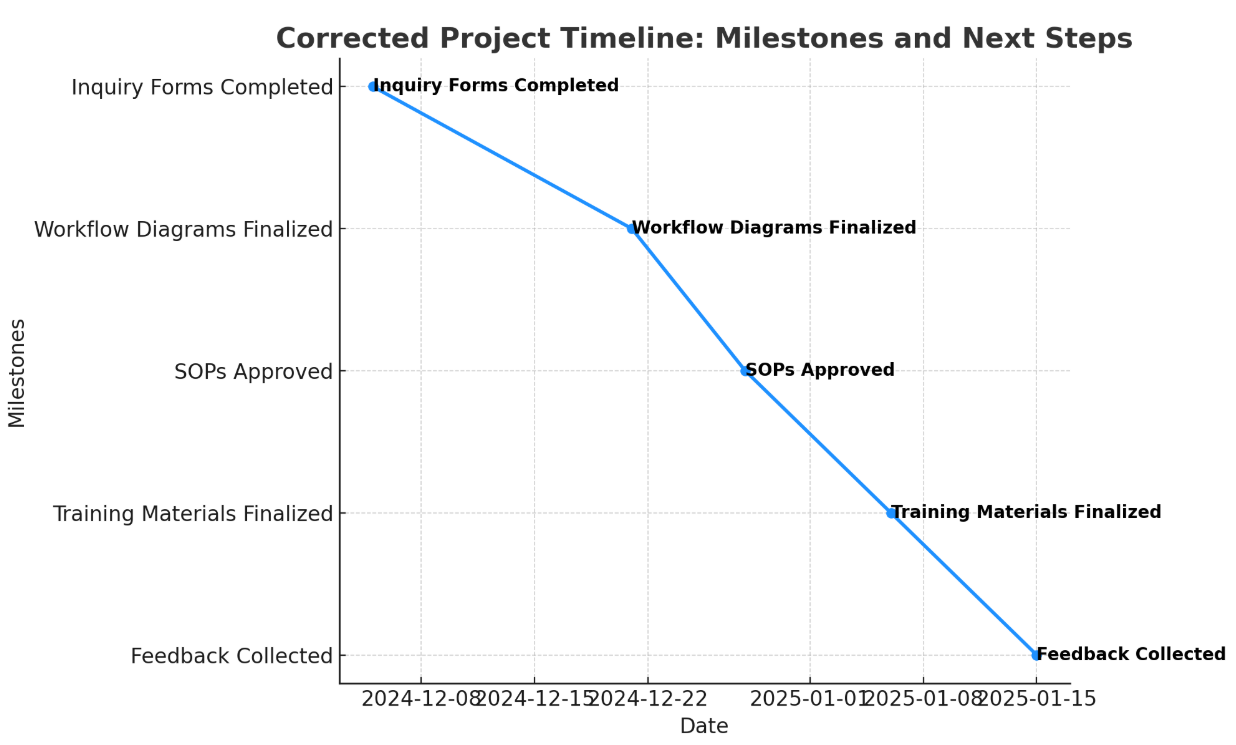 Corrected Project Timeline: Milestones and Next Steps
Inquiry Forms Completed
Inquiry Forms Completed
Workflow Diagrams Finalized
Workflow Diagrams Finalized
Milestones
SOPs Approved
SOPs Approved
Training Materials Finalized
Training Materials Finalized
Feedback Collected
Feedback Collected
2024-12-08
2024-12-15
2024-12-22
2025-01-01
2025-01-08
2025-01-15
Date